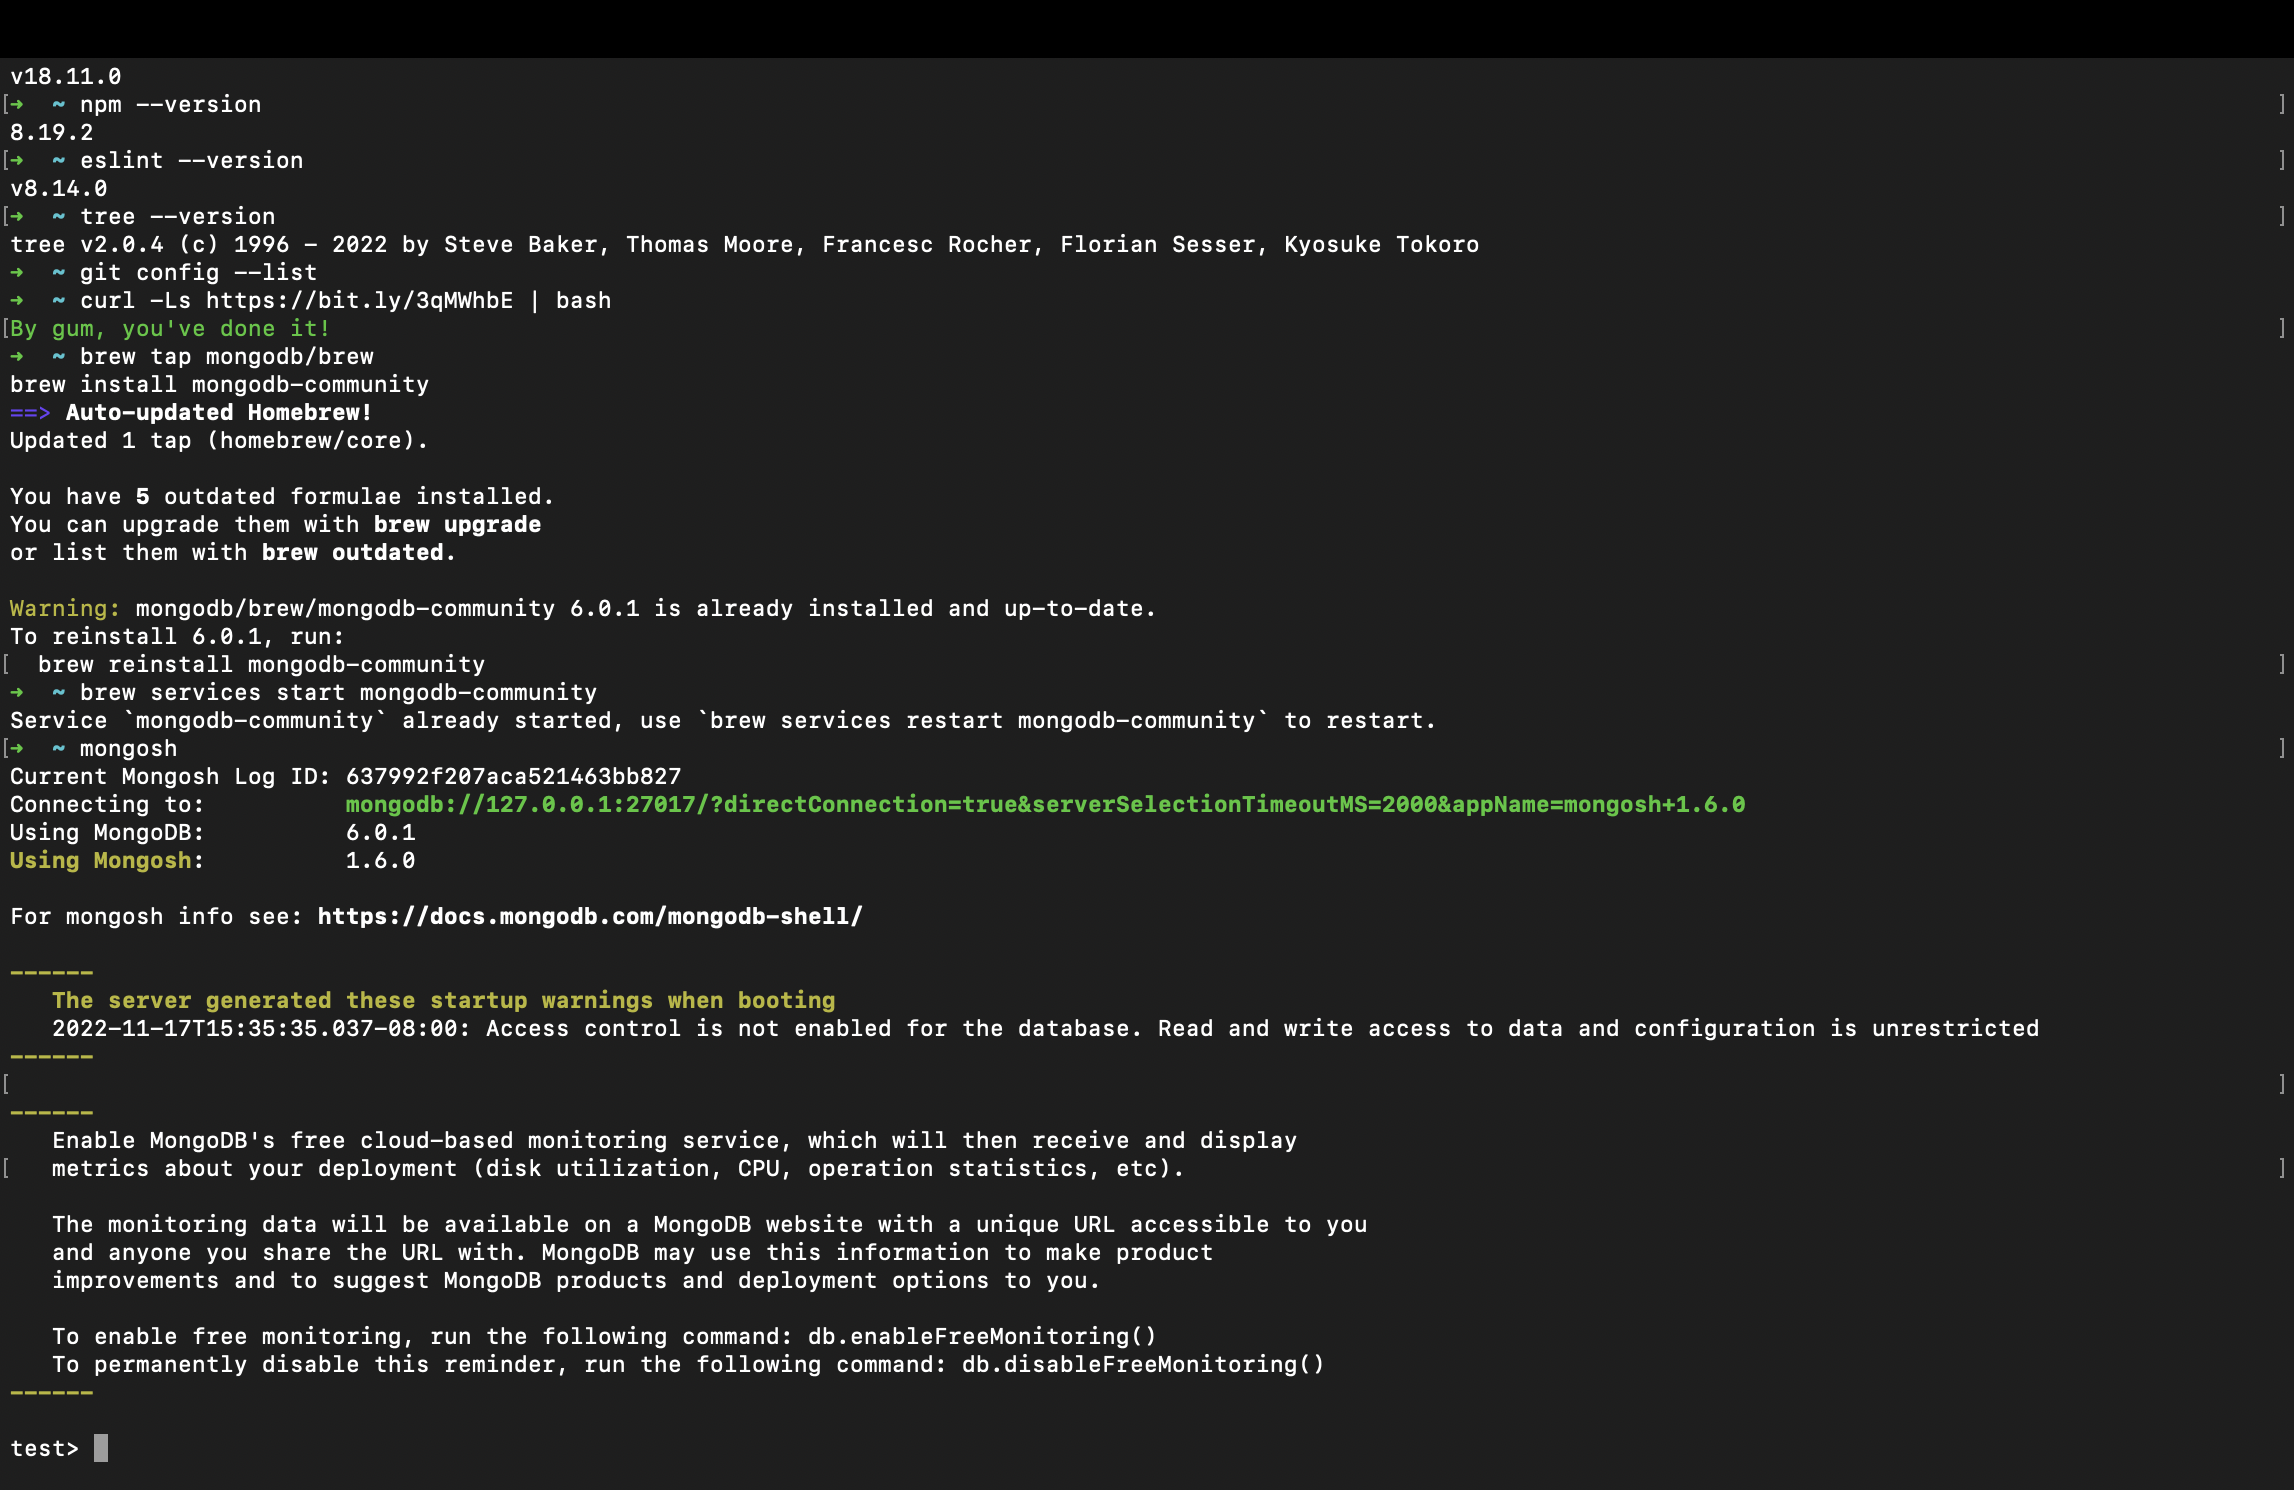 v18.11.0
[➜  ~ npm --version ]
8.19.2
[➜  ~ eslint --version ]
v8.14.0
[➜  ~ tree --version ]
tree v2.0.4 (c) 1996 - 2022 by Steve Baker, Thomas Moore, Francesc Rocher, Florian Sesser, Kyosuke Tokoro
➜  ~ git config --list
➜  ~ curl -Ls https://bit.ly/3qMWhbE | bash
[By gum, you've done it! ]
➜  ~ brew tap mongodb/brew
brew install mongodb-community
==> Auto-updated Homebrew!
Updated 1 tap (homebrew/core).
You have 5 outdated formulae installed.
You can upgrade them with brew upgrade
or list them with brew outdated.
Warning: mongodb/brew/mongodb-community 6.0.1 is already installed and up-to-date.
To reinstall 6.0.1, run:
[  brew reinstall mongodb-community ]
➜  ~ brew services start mongodb-community
Service `mongodb-community` already started, use `brew services restart mongodb-community` to restart.
[➜  ~ mongosh ]
Current Mongosh Log ID: 637992f207aca521463bb827
Connecting to:          mongodb://127.0.0.1:27017/?directConnection=true&serverSelectionTimeoutMS=2000&appName=mongosh+1.6.0
Using MongoDB:          6.0.1
Using Mongosh:          1.6.0
For mongosh info see: https://docs.mongodb.com/mongodb-shell/
------
   The server generated these startup warnings when booting
   2022-11-17T15:35:35.037-08:00: Access control is not enabled for the database. Read and write access to data and configuration is unrestricted
------
[ ]
------
   Enable MongoDB's free cloud-based monitoring service, which will then receive and display
[   metrics about your deployment (disk utilization, CPU, operation statistics, etc). ]
   The monitoring data will be available on a MongoDB website with a unique URL accessible to you
   and anyone you share the URL with. MongoDB may use this information to make product
   improvements and to suggest MongoDB products and deployment options to you.
   To enable free monitoring, run the following command: db.enableFreeMonitoring()
   To permanently disable this reminder, run the following command: db.disableFreeMonitoring()
------
test>